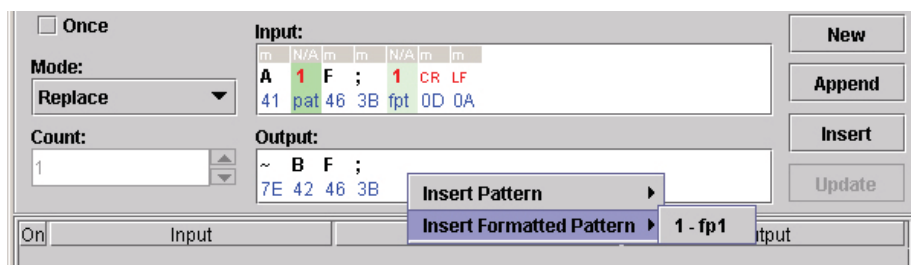 Once
Input:
New
m N/A m m N/A m m
Mode:
A 1 F ; 1 CR LF
Replace
Append
41 pat 46 3B fpt 0D 0A
Count:
Output:
Insert
1
~ B F ;
7E 42 46 3B
Insert Pattern
Update
Insert Formatted Pattern
1 - fp1
On Input tput